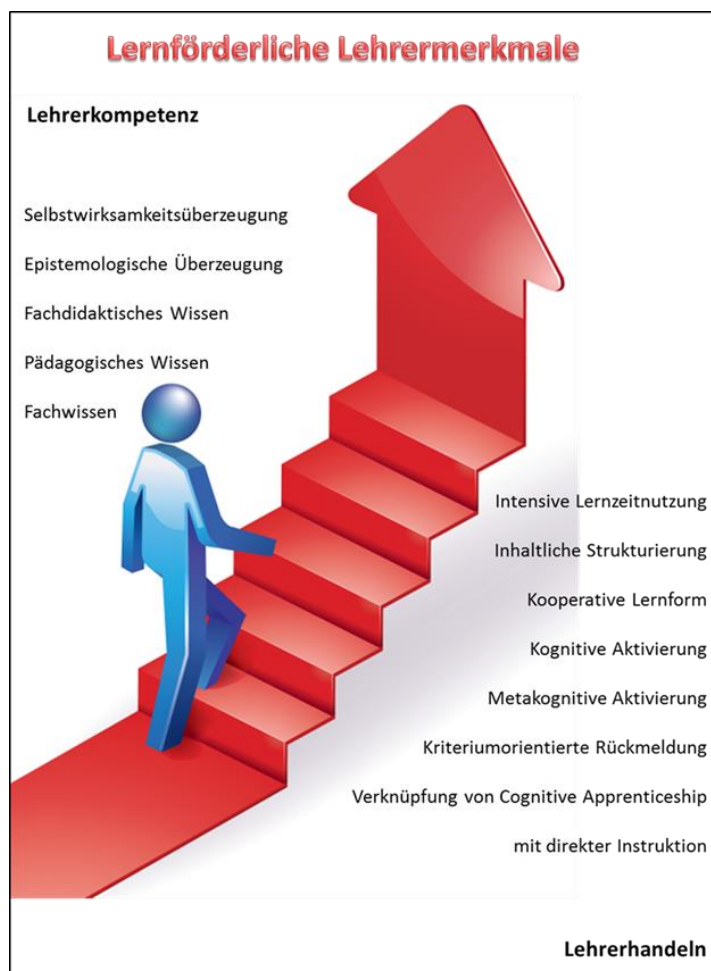 Lernförderliche Lehrermerkmale
Lehrerkompetenz
Selbstwirksamkeitsüberzeugung
Epistemologische Überzeugung
Fachdidaktisches Wissen
Pädagogisches Wissen
Fachwissen
Intensive Lernzeitnutzung
Inhaltliche Strukturierung
Kooperative Lernform
Kognitive Aktivierung
Metakognitive Aktivierung
Kriteriumorientierte Rückmeldung
Verknüpfung von Cognitive Apprenticeship
mit direkter Instruktion
Lehrerhandeln